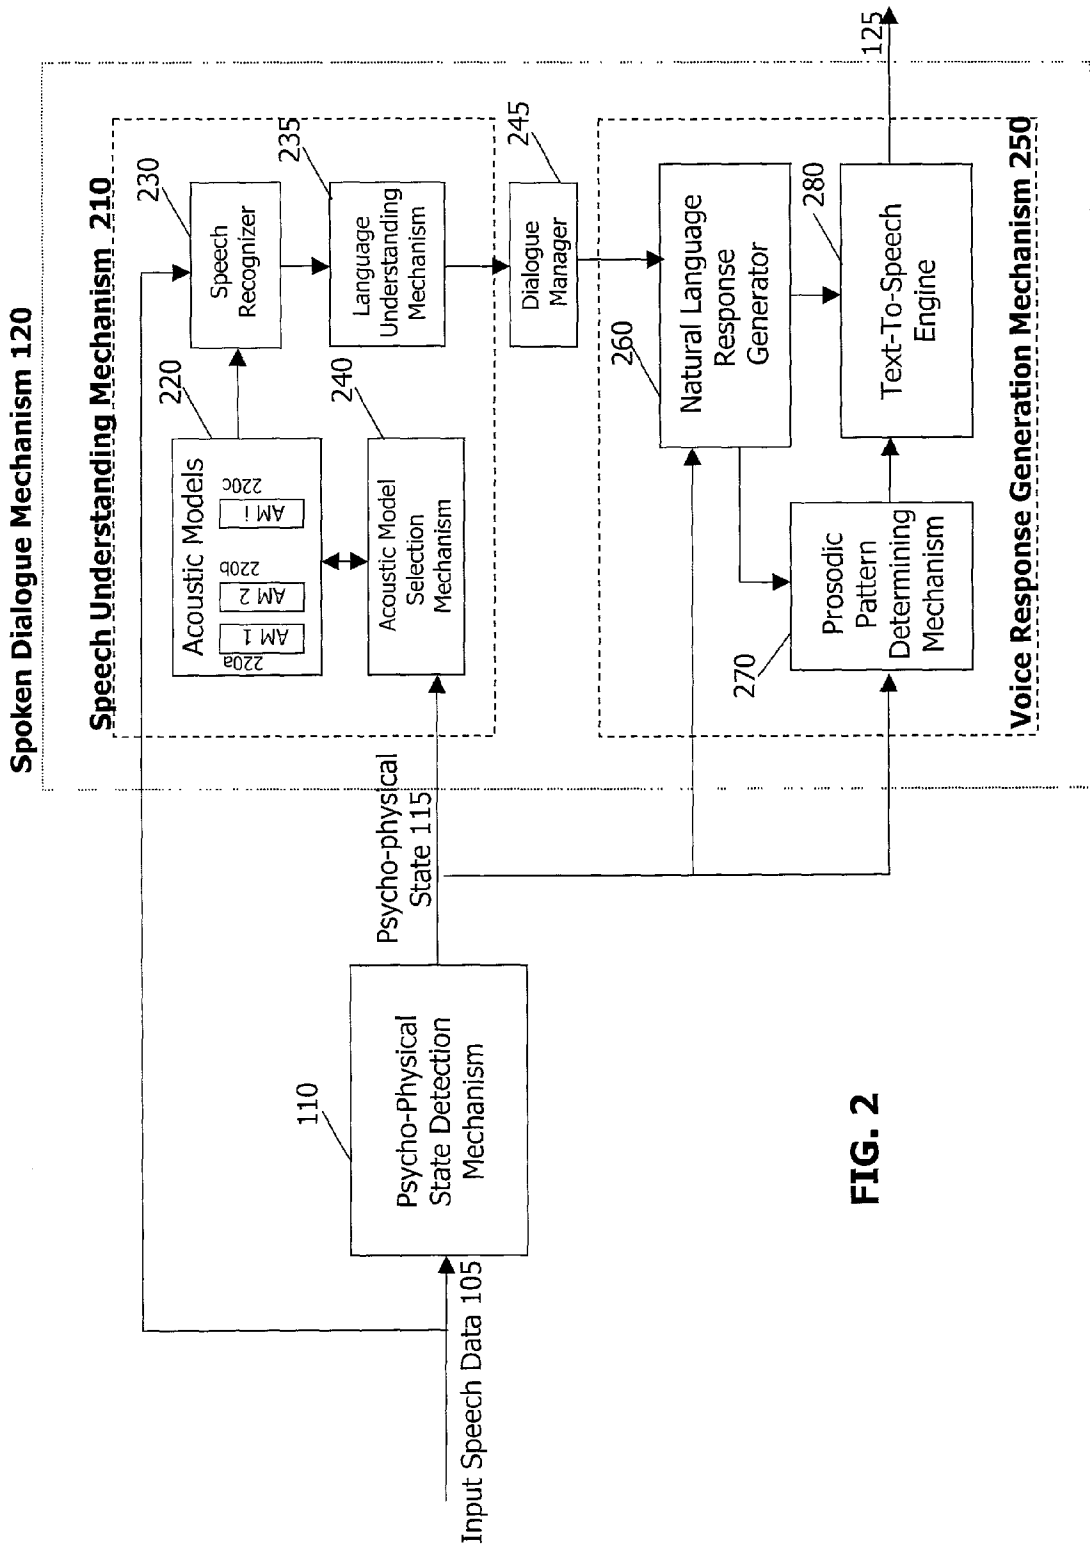 Spoken Dialogue Mechanism 120
Speech Understanding Mechanism 210
220
Acoustic Models
220a
AM 1
220b
AM 2
220c
AM i
230
Speech
Recognizer
235
Language
Understanding
Mechanism
240
Acoustic Model
Selection
Mechanism
245
Dialogue
Manager
110
Psycho-Physical
State Detection
Mechanism
Psycho-physical
State 115
Input Speech Data 105
260
Natural Language
Response
Generator
270
Prosodic
Pattern
Determining
Mechanism
280
Text-To-Speech
Engine
125
Voice Response Generation Mechanism 250
FIG. 2